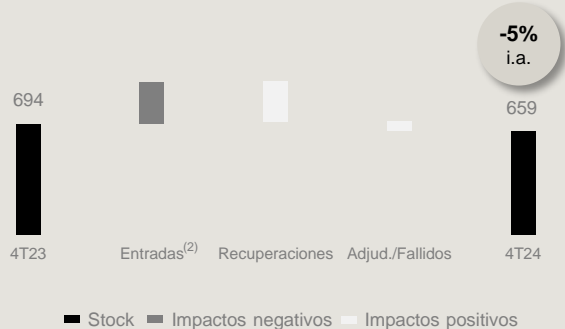 -5%
i.a.
694
659
4T23
Entradas(2)
Recuperaciones
Adjud./Fallidos
4T24
Stock
Impactos negativos
Impactos positivos